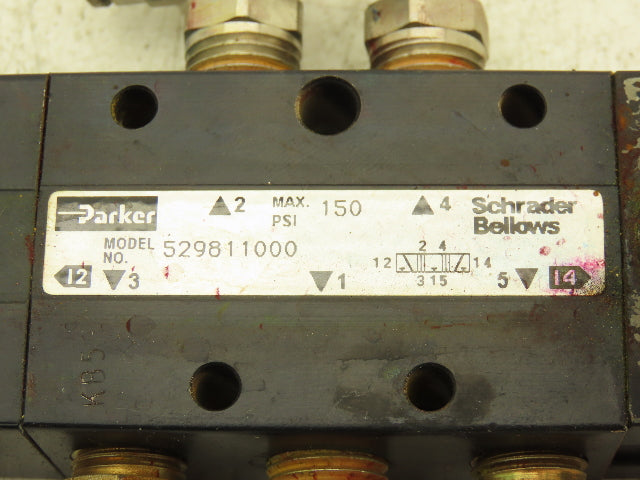 Parker ▲2 MAX. PSI 150 ▲4 Schrader Bellows
MODEL NO. 529811000
2 4
12 14
3 1 5
12 ▼3 ▼1 5▼ 14
KB5